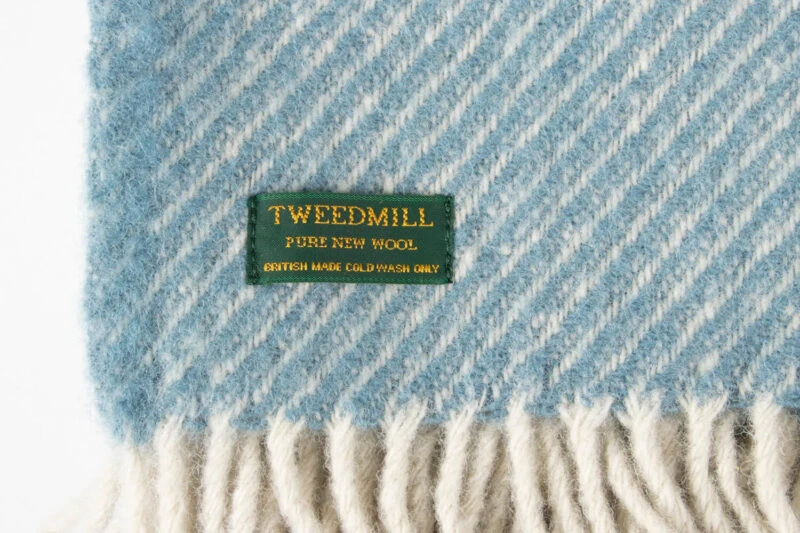 TWEEDMILL
PURE NEW WOOL
BRITISH MADE COLD WASH ONLY